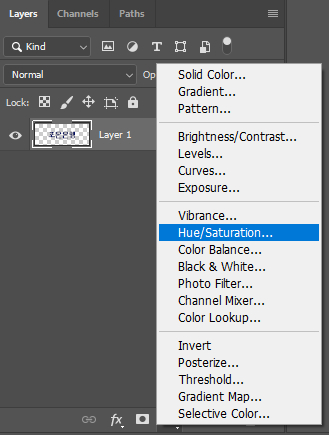 Layers Channels Paths
Kind
Normal Op
Lock:
Layer 1
Solid Color...
Gradient...
Pattern...
Brightness/Contrast...
Levels...
Curves...
Exposure...
Vibrance...
Hue/Saturation...
Color Balance...
Black & White...
Photo Filter...
Channel Mixer...
Color Lookup...
Invert
Posterize...
Threshold...
Gradient Map...
Selective Color...
fx